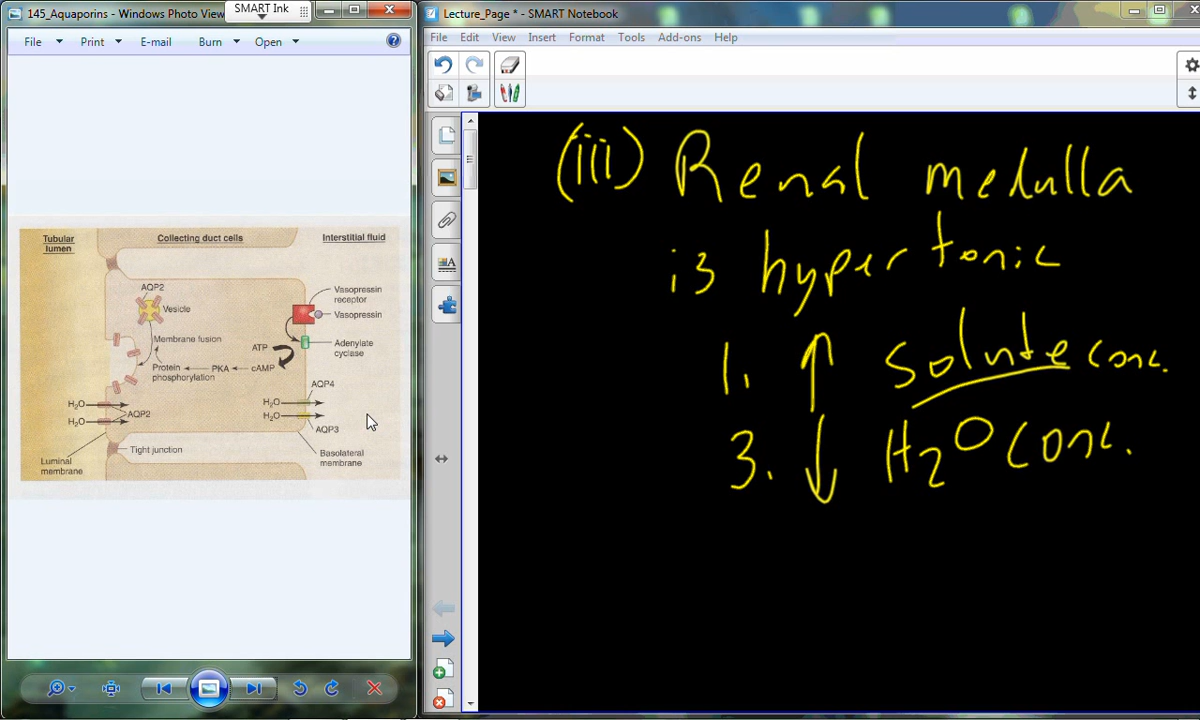 145_Aquaporins - Windows Photo View
SMART Ink
File Print E-mail Burn Open
Tubular lumen
Collecting duct cells
Interstitial fluid
AQP2
Vesicle
Vasopressin receptor
Vasopressin
Membrane fusion
ATP
Adenylate cyclase
Protein phosphorylation
PKA
cAMP
AQP4
H2O
H2O
AQP2
H2O
H2O
AQP3
Tight junction
Luminal membrane
Basolateral membrane
Lecture_Page * - SMART Notebook
File Edit View Insert Format Tools Add-ons Help
(iii) Renal medulla
is hypertonic
1. ↑ solute conc.
3. ↓ H2O conc.